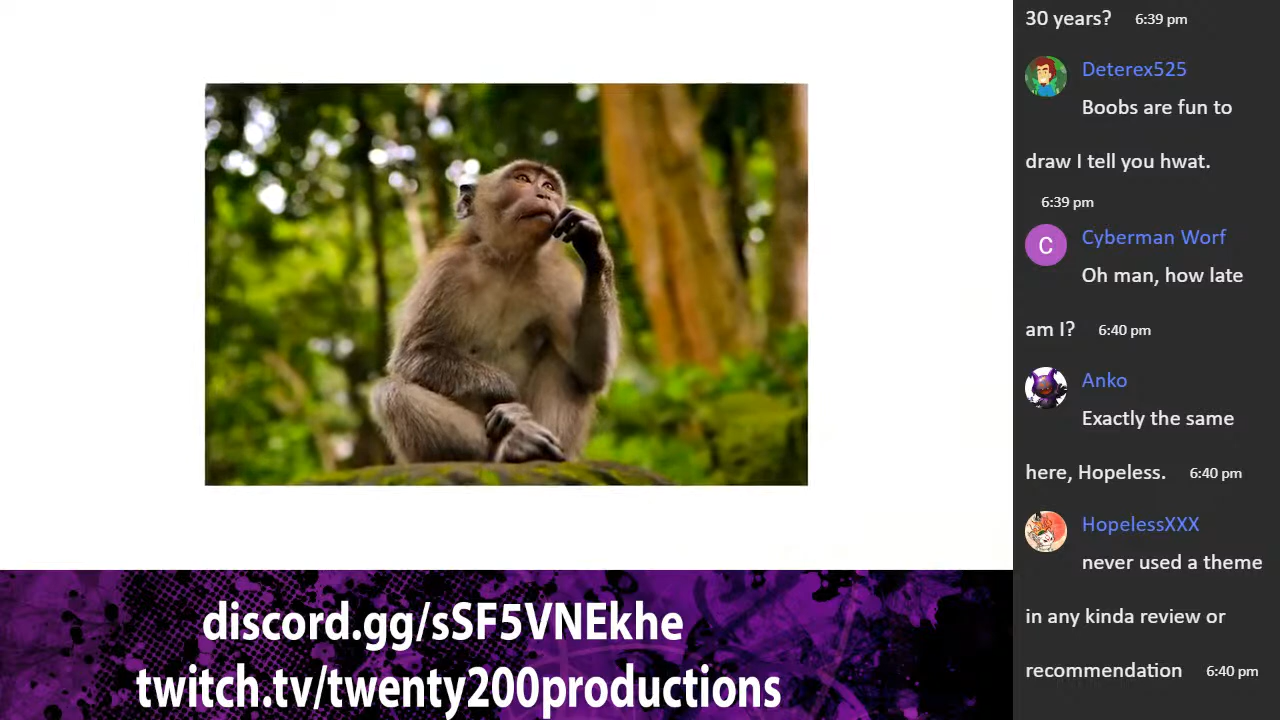 30 years? 6:39 pm
Deterex525
Boobs are fun to
draw I tell you hwat.
6:39 pm
C Cyberman Worf
Oh man, how late
am I? 6:40 pm
Anko
Exactly the same
here, Hopeless. 6:40 pm
HopelessXXX
never used a theme
in any kinda review or
recommendation 6:40 pm
discord.gg/sSF5VNEkhe
twitch.tv/twenty200productions